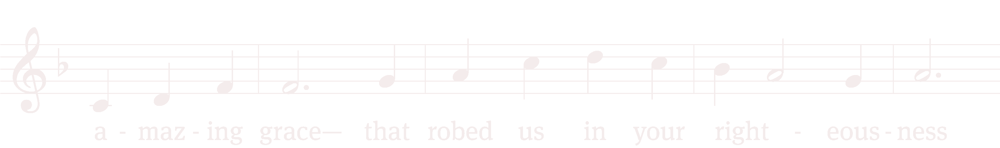 a - maz - ing grace— that robed us in your right - eous - ness